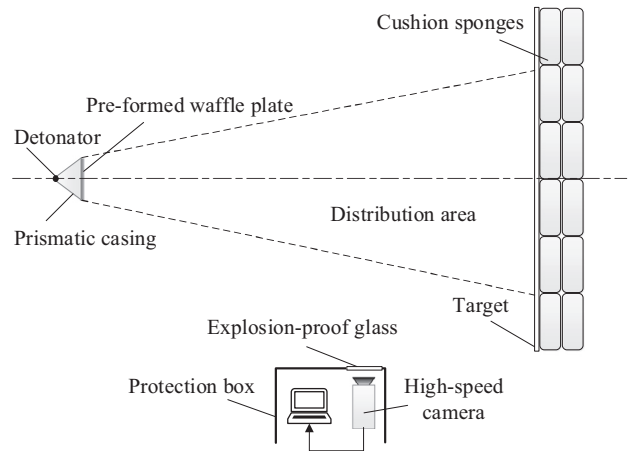 Cushion sponges
Pre-formed waffle plate
Detonator
Prismatic casing
Distribution area
Target
Explosion-proof glass
Protection box
High-speed
camera